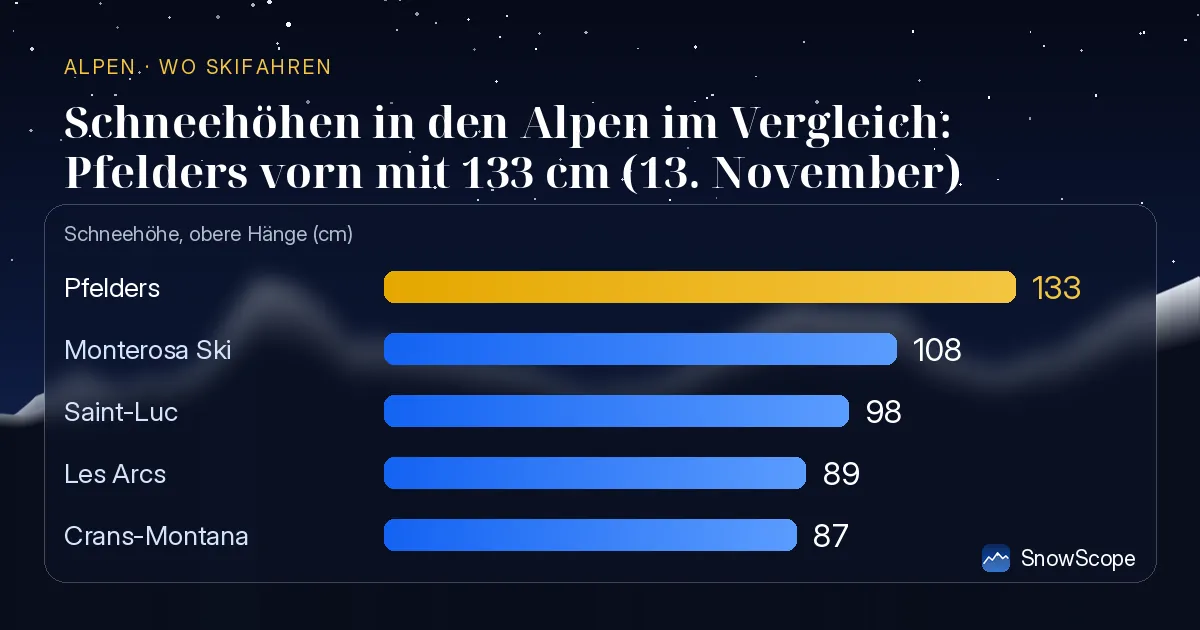 ALPEN · WO SKIFAHREN
Schneehöhen in den Alpen im Vergleich:
Pfelders vorn mit 133 cm (13. November)
Schneehöhe, obere Hänge (cm)
Pfelders 133
Monterosa Ski 108
Saint-Luc 98
Les Arcs 89
Crans-Montana 87
SnowScope